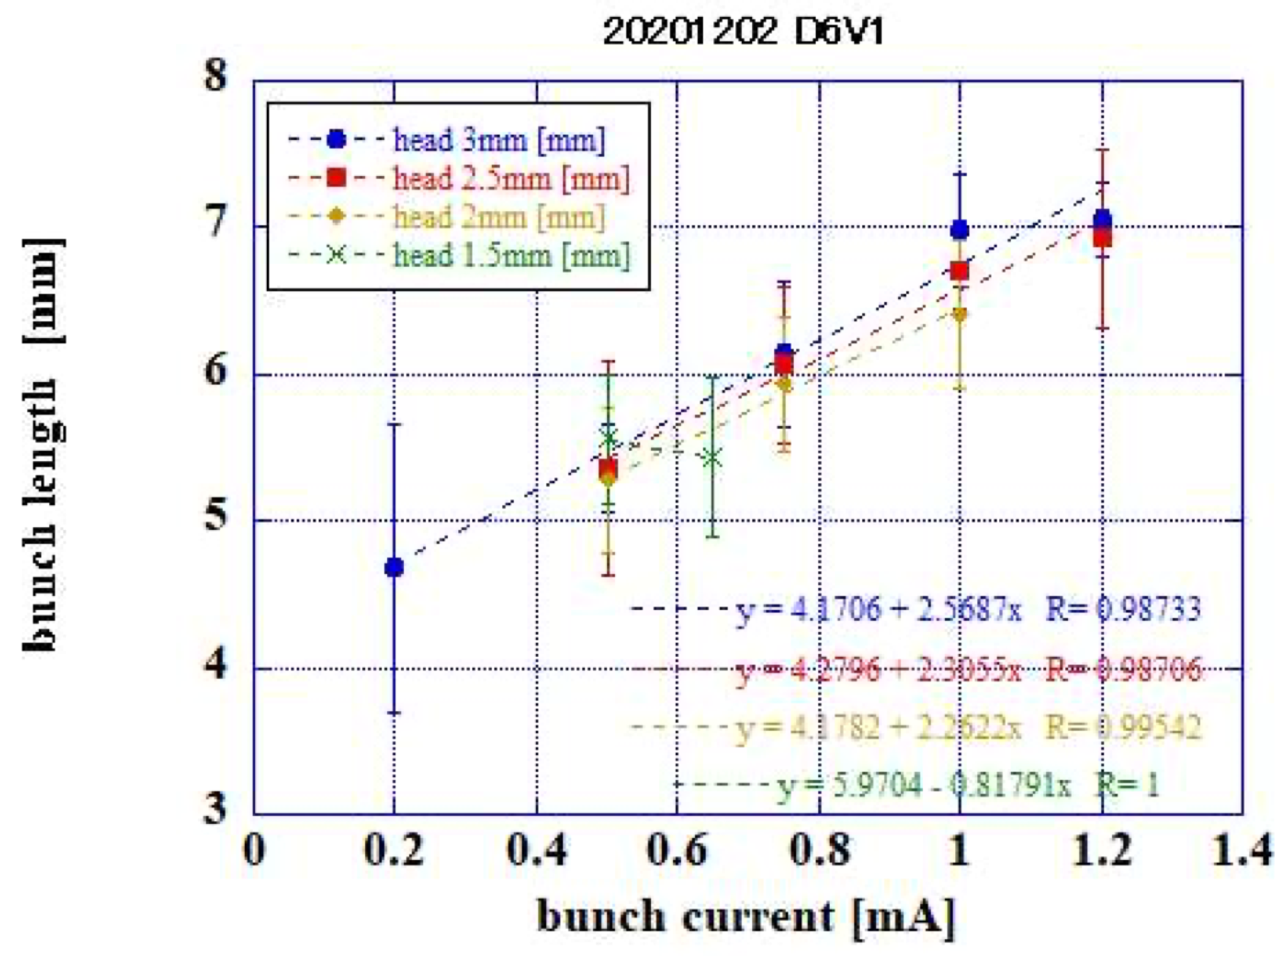 20201202 D6V1
head 3mm [mm]
head 2.5mm [mm]
head 2mm [mm]
head 1.5mm [mm]
8
7
6
5
4
3
bunch length [mm]
y = 4.1706 + 2.5687x R= 0.98733
y = 4.2796 + 2.3055x R= 0.98706
y = 4.1782 + 2.2622x R= 0.99542
y = 5.9704 - 0.81791x R= 1
0 0.2 0.4 0.6 0.8 1 1.2 1.4
bunch current [mA]